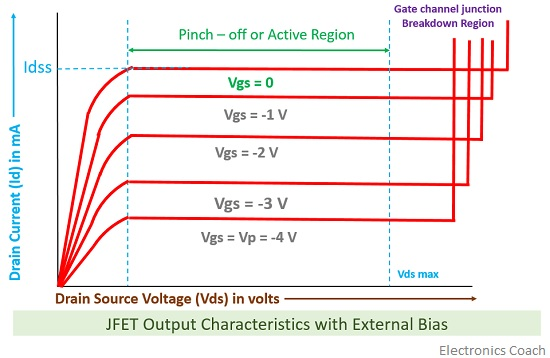 Gate channel junction
Breakdown Region
Pinch – off or Active Region
Idss
Vgs = 0
Vgs = -1 V
Vgs = -2 V
Vgs = -3 V
Vgs = Vp = -4 V
Drain Current (Id) in mA
Vds max
Drain Source Voltage (Vds) in volts
JFET Output Characteristics with External Bias
Electronics Coach